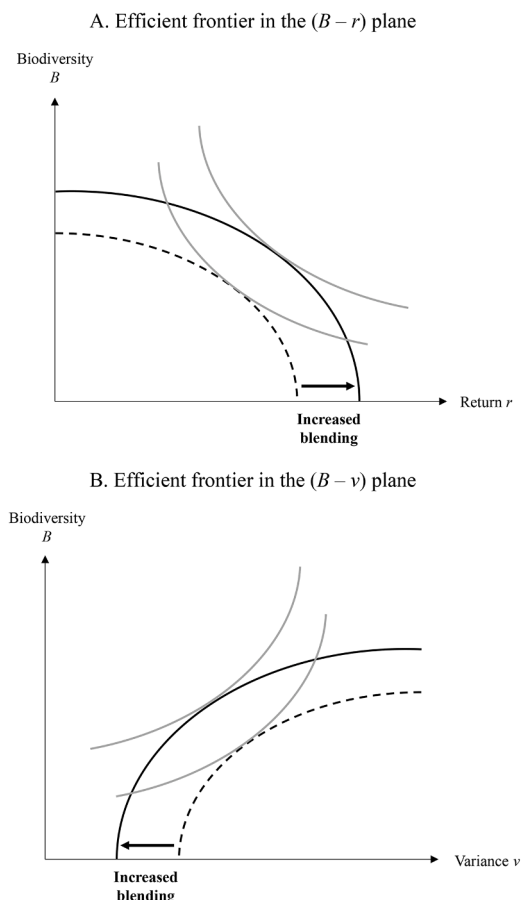 A. Efficient frontier in the (B – r) plane
Biodiversity
B
Return r
Increased
blending
B. Efficient frontier in the (B – v) plane
Biodiversity
B
Variance v
Increased
blending